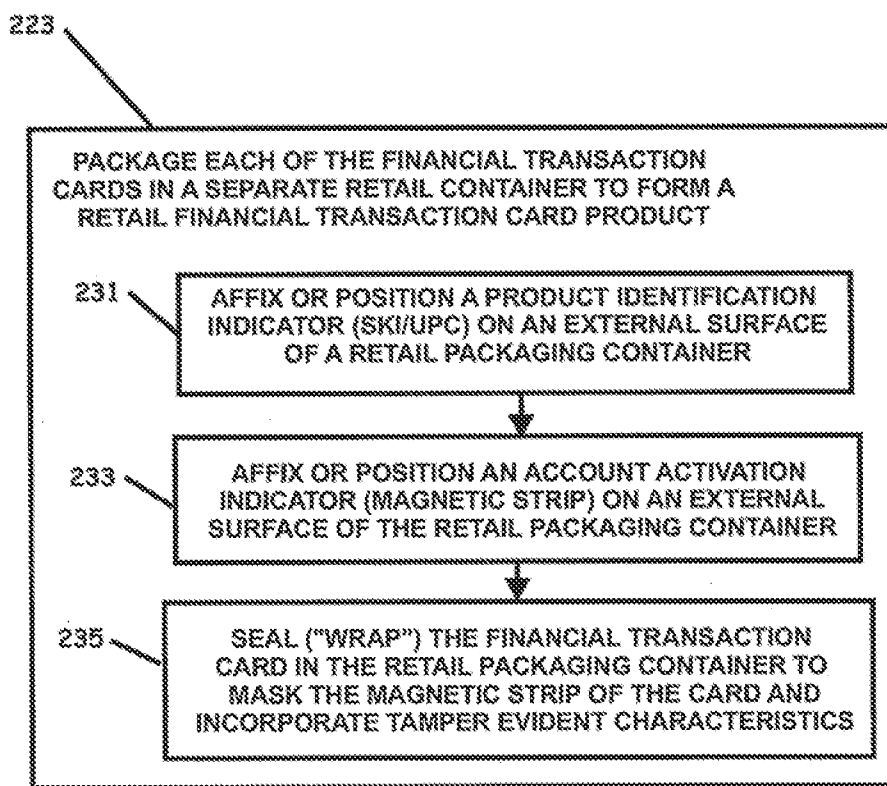 223
PACKAGE EACH OF THE FINANCIAL TRANSACTION
CARDS IN A SEPARATE RETAIL CONTAINER TO FORM A
RETAIL FINANCIAL TRANSACTION CARD PRODUCT
231
AFFIX OR POSITION A PRODUCT IDENTIFICATION
INDICATOR (SKI/UPC) ON AN EXTERNAL SURFACE
OF A RETAIL PACKAGING CONTAINER
233
AFFIX OR POSITION AN ACCOUNT ACTIVATION
INDICATOR (MAGNETIC STRIP) ON AN EXTERNAL
SURFACE OF THE RETAIL PACKAGING CONTAINER
235
SEAL ("WRAP") THE FINANCIAL TRANSACTION
CARD IN THE RETAIL PACKAGING CONTAINER TO
MASK THE MAGNETIC STRIP OF THE CARD AND
INCORPORATE TAMPER EVIDENT CHARACTERISTICS